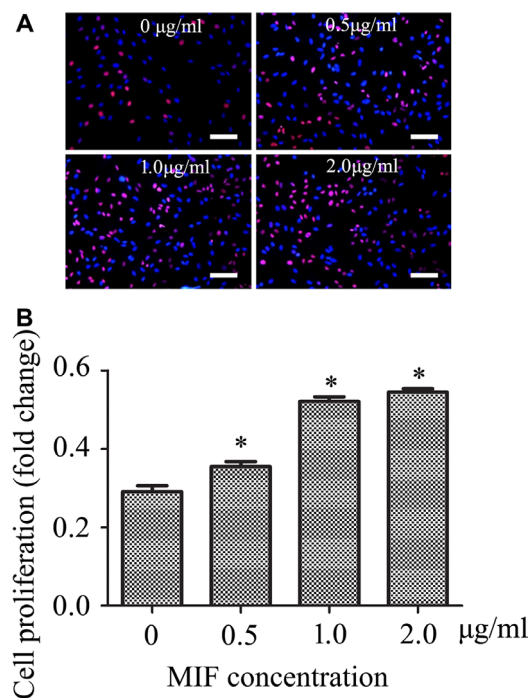 A
0 µg/ml
0.5µg/ml
1.0µg/ml
2.0µg/ml
B
Cell proliferation (fold change)
0.6
0.4
0.2
0.0
*
*
*
0
0.5
1.0
2.0
µg/ml
MIF concentration